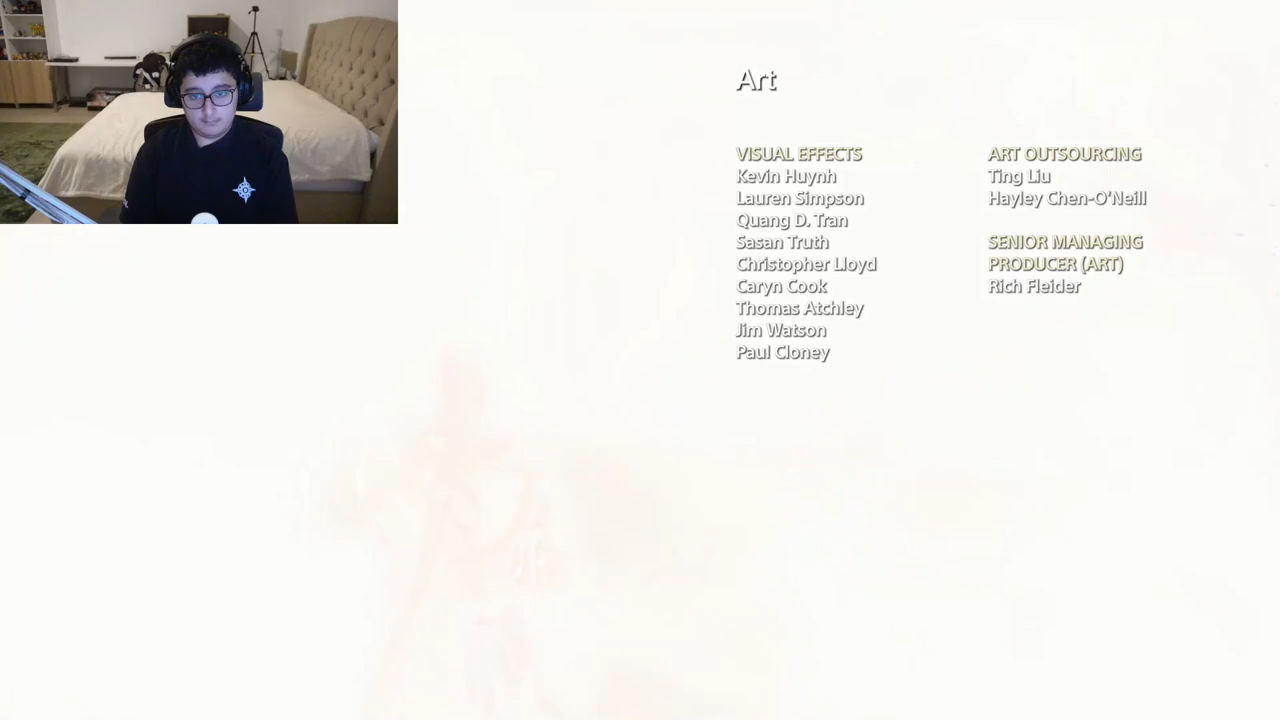 Art
VISUAL EFFECTS
Kevin Huynh
Lauren Simpson
Quang D. Tran
Sasan Truth
Christopher Lloyd
Caryn Cook
Thomas Atchley
Jim Watson
Paul Cloney
ART OUTSOURCING
Ting Liu
Hayley Chen-O'Neill
SENIOR MANAGING
PRODUCER (ART)
Rich Fleider